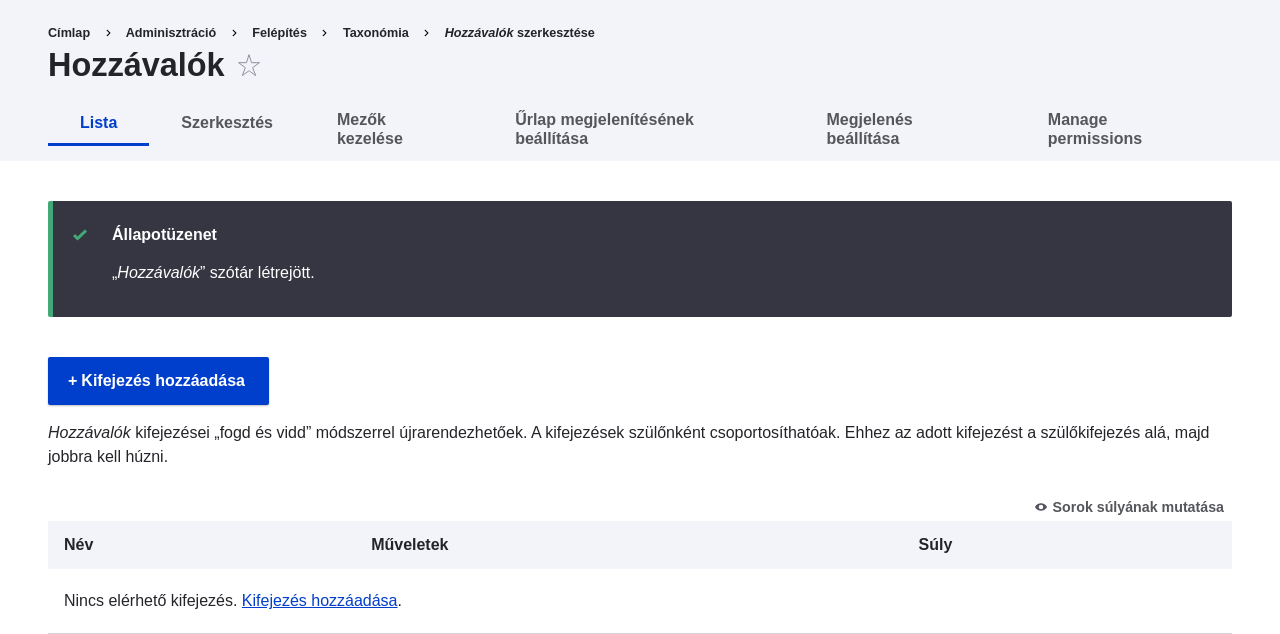 Címlap › Adminisztráció › Felépítés › Taxonómia › Hozzávalók szerkesztése
Hozzávalók ☆
Lista Szerkesztés Mezők kezelése Űrlap megjelenítésének beállítása Megjelenés beállítása Manage permissions
Állapotüzenet
„Hozzávalók” szótár létrejött.
+ Kifejezés hozzáadása
Hozzávalók kifejezései „fogd és vidd” módszerrel újrarendezhetőek. A kifejezések szülőnként csoportosíthatóak. Ehhez az adott kifejezést a szülőkifejezés alá, majd
jobbra kell húzni.
Sorok súlyának mutatása
Név Műveletek Súly
Nincs elérhető kifejezés. Kifejezés hozzáadása.